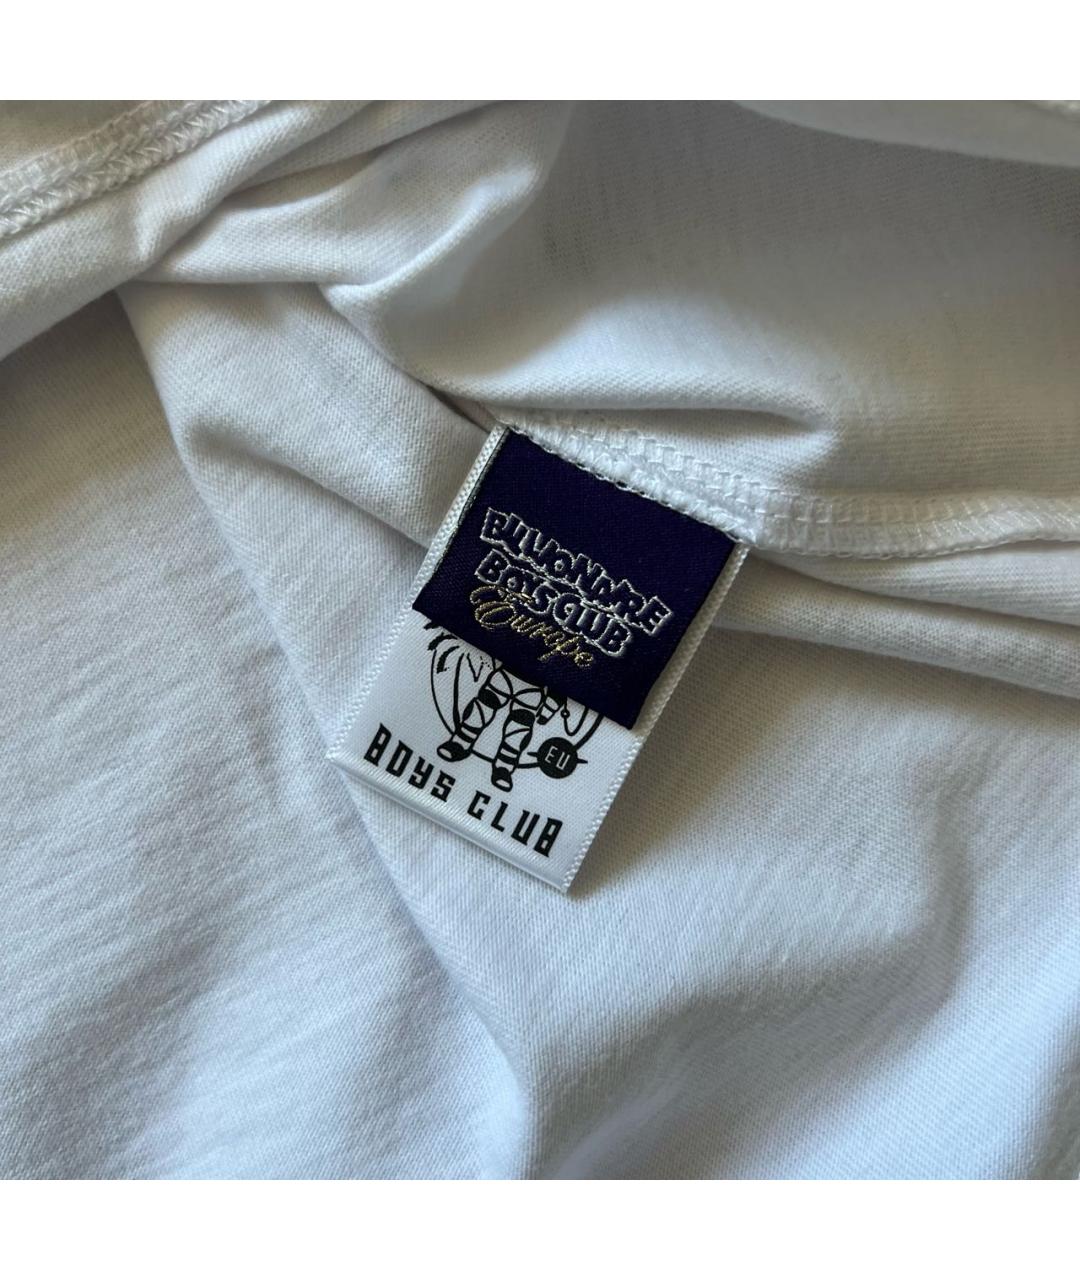 BILLIONAIRE
BOYS CLUB
Europe
EU
BOYS CLUB